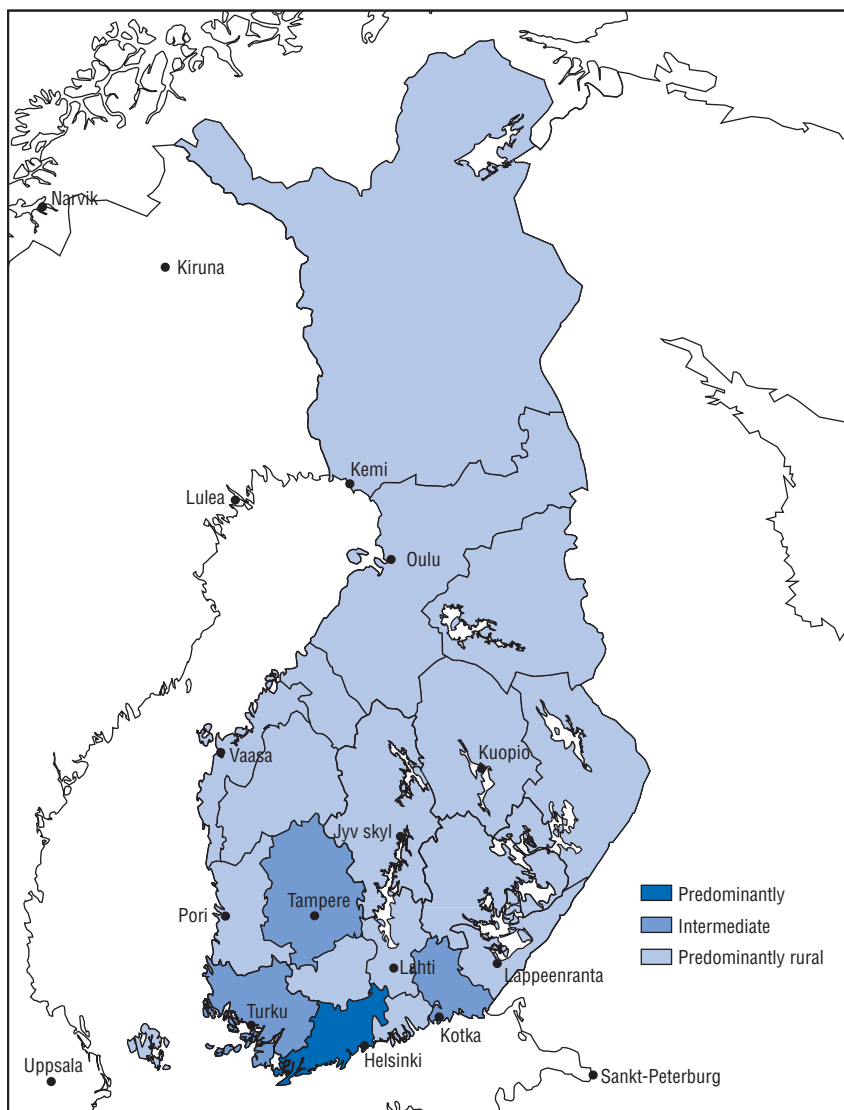 Narvik
Kiruna
Kemi
Lulea
Oulu
Vaasa
Kuopio
Jyv skyl
Predominantly
Pori
Tampere
Intermediate
Predominantly rural
Lahti
Lappeenranta
Turku
Kotka
Helsinki
Uppsala
Sankt-Peterburg